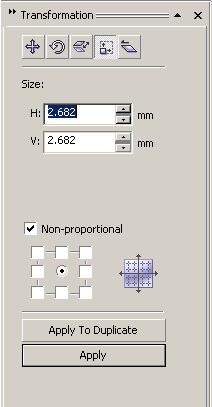 Transformation
Size:
H: 2.682 mm
V: 2.682 mm
Non-proportional
Apply To Duplicate
Apply